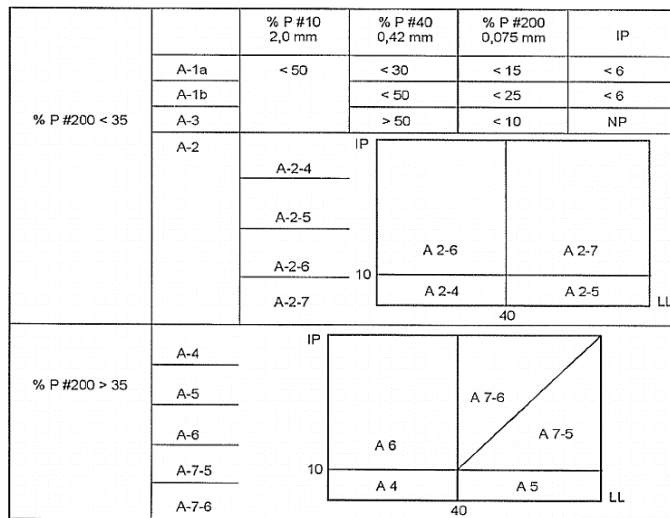 % P #10 % P #40 % P #200
2,0 mm 0,42 mm 0,075 mm IP
A-1a < 50 < 30 < 15 < 6
A-1b < 50 < 25 < 6
% P #200 < 35 A-3 > 50 < 10 NP
A-2 IP
A-2-4
A-2-5
A 2-6 A 2-7
A-2-6
10
A 2-4 A 2-5
A-2-7 LL
40
IP
A-4
% P #200 > 35
A-5
A 7-6
A-6 A 7-5
A 6
A-7-5 10
A 4 A 5
A-7-6 LL
40